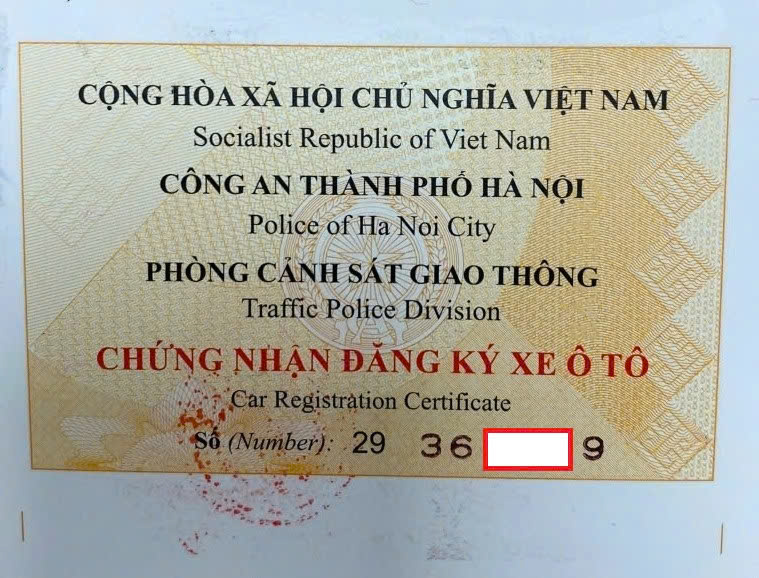 CỘNG HÒA XÃ HỘI CHỦ NGHĨA VIỆT NAM
Socialist Republic of Viet Nam
CÔNG AN THÀNH PHỐ HÀ NỘI
Police of Ha Noi City
PHÒNG CẢNH SÁT GIAO THÔNG
Traffic Police Division
CHỨNG NHẬN ĐĂNG KÝ XE Ô TÔ
Car Registration Certificate
Số (Number): 29 36 9